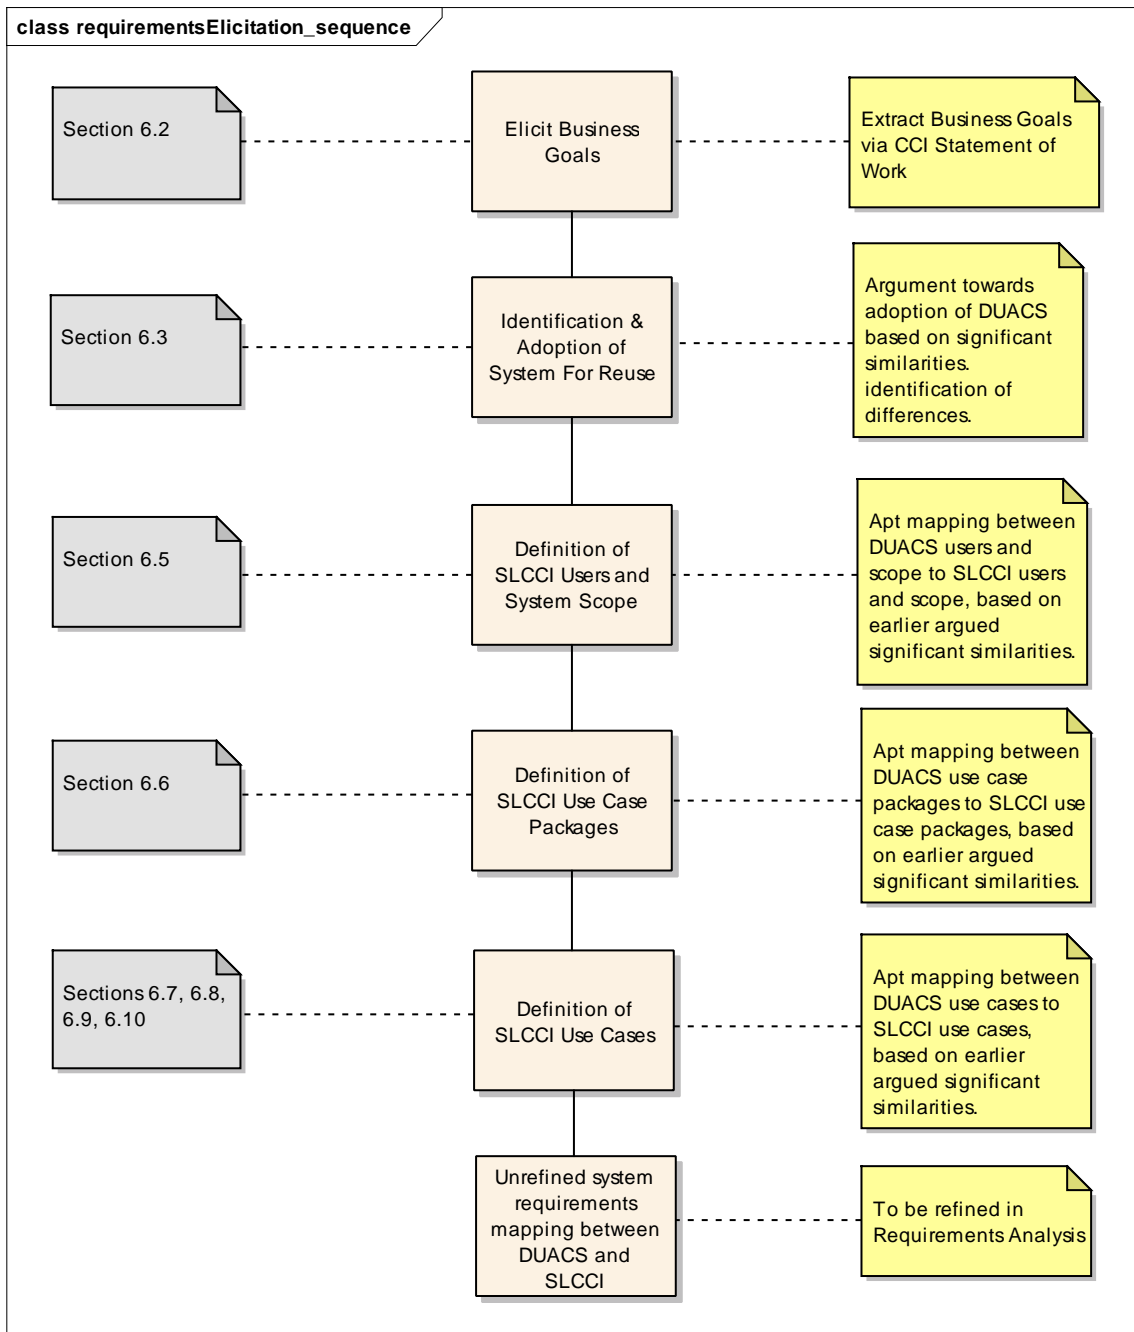 class requirementsElicitation_sequence
Section 6.2
Elicit Business
Goals
Extract Business Goals
via CCI Statement of
Work
Section 6.3
Identification &
Adoption of
System For Reuse
Argument towards
adoption of DUACS
based on significant
similarities.
identification of
differences.
Section 6.5
Definition of
SLCCI Users and
System Scope
Apt mapping between
DUACS users and
scope to SLCCI users
and scope, based on
earlier argued
significant similarities.
Section 6.6
Definition of
SLCCI Use Case
Packages
Apt mapping between
DUACS use case
packages to SLCCI use
case packages, based
on earlier argued
significant similarities.
Sections 6.7, 6.8,
6.9, 6.10
Definition of
SLCCI Use Cases
Apt mapping between
DUACS use cases to
SLCCI use cases,
based on earlier
argued significant
similarities.
Unrefined system
requirements
mapping between
DUACS and
SLCCI
To be refined in
Requirements Analysis